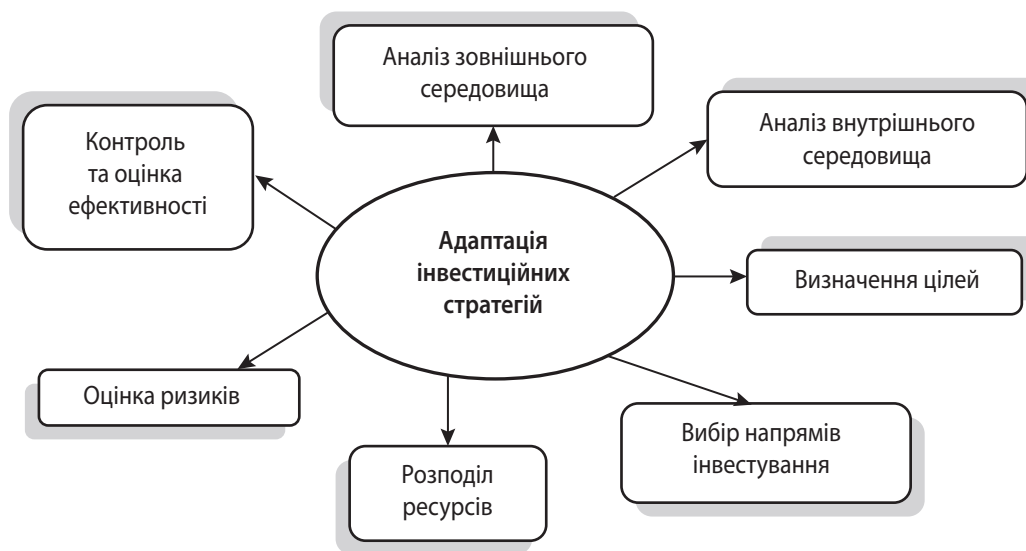 Аналіз зовнішнього
середовища
Аналіз внутрішнього
середовища
Контроль
та оцінка
ефективності
Адаптація
інвестиційних
стратегій
Визначення цілей
Оцінка ризиків
Вибір напрямів
інвестування
Розподіл
ресурсів